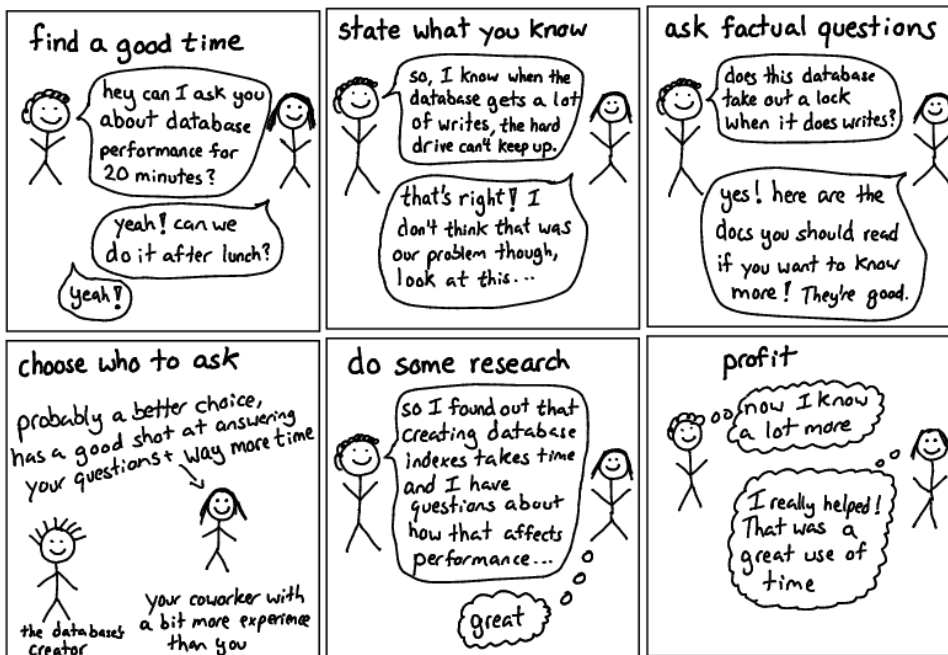 find a good time
hey can I ask you
about database
performance for
20 minutes?
yeah! can we
do it after lunch?
yeah!
state what you know
so, I know when the
database gets a lot
of writes, the hard
drive can't keep up.
that's right! I
don't think that was
our problem though,
look at this...
ask factual questions
does this database
take out a lock
when it does writes?
yes! here are the
docs you should read
if you want to know
more! They're good.
choose who to ask
probably a better choice,
has a good shot at answering
your questions + way more time
the database's
creator
your coworker with
a bit more experience
than you
do some research
so I found out that
creating database
indexes takes time
and I have
questions about
how that affects
performance...
great
profit
now I know
a lot more
I really helped!
That was a
great use of
time